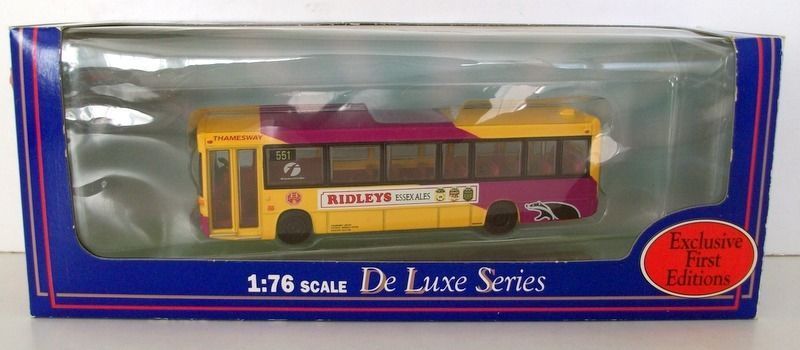 THAMESWAY
551
RIDLEYS ESSEX ALES
1:76 SCALE De Luxe Series
Exclusive
First
Editions